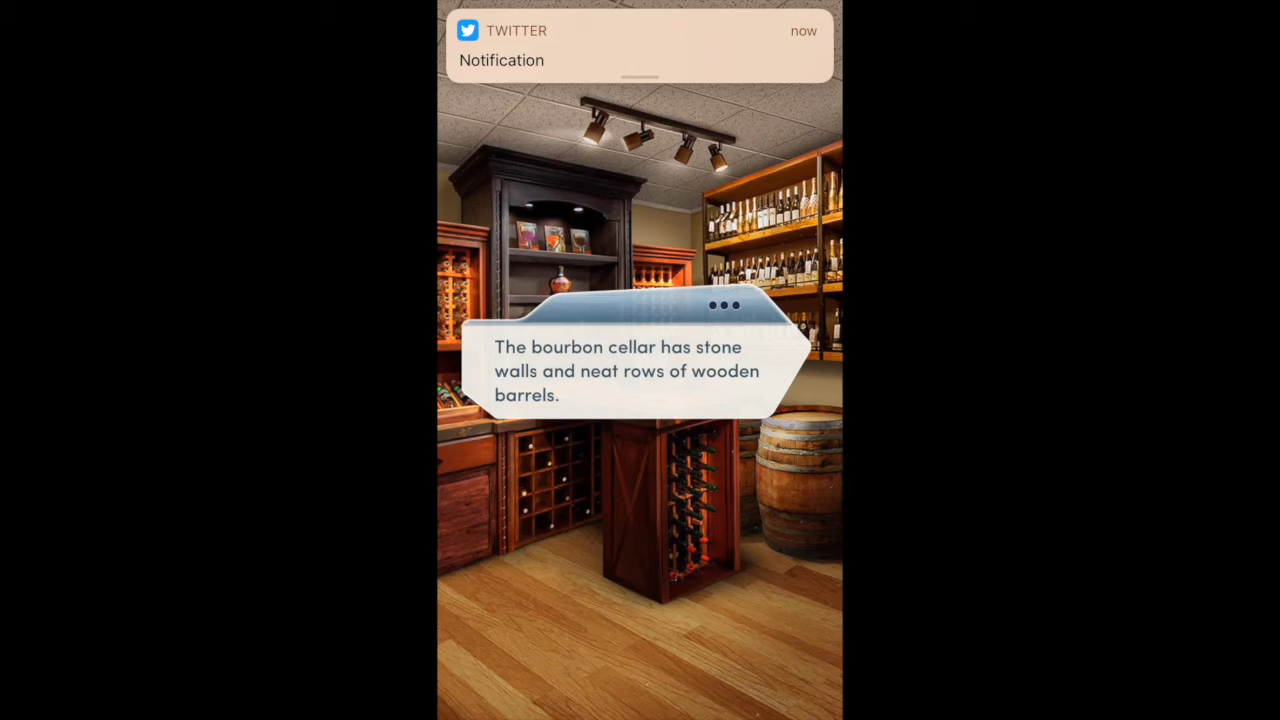 TWITTER
now
Notification
The bourbon cellar has stone
walls and neat rows of wooden
barrels.